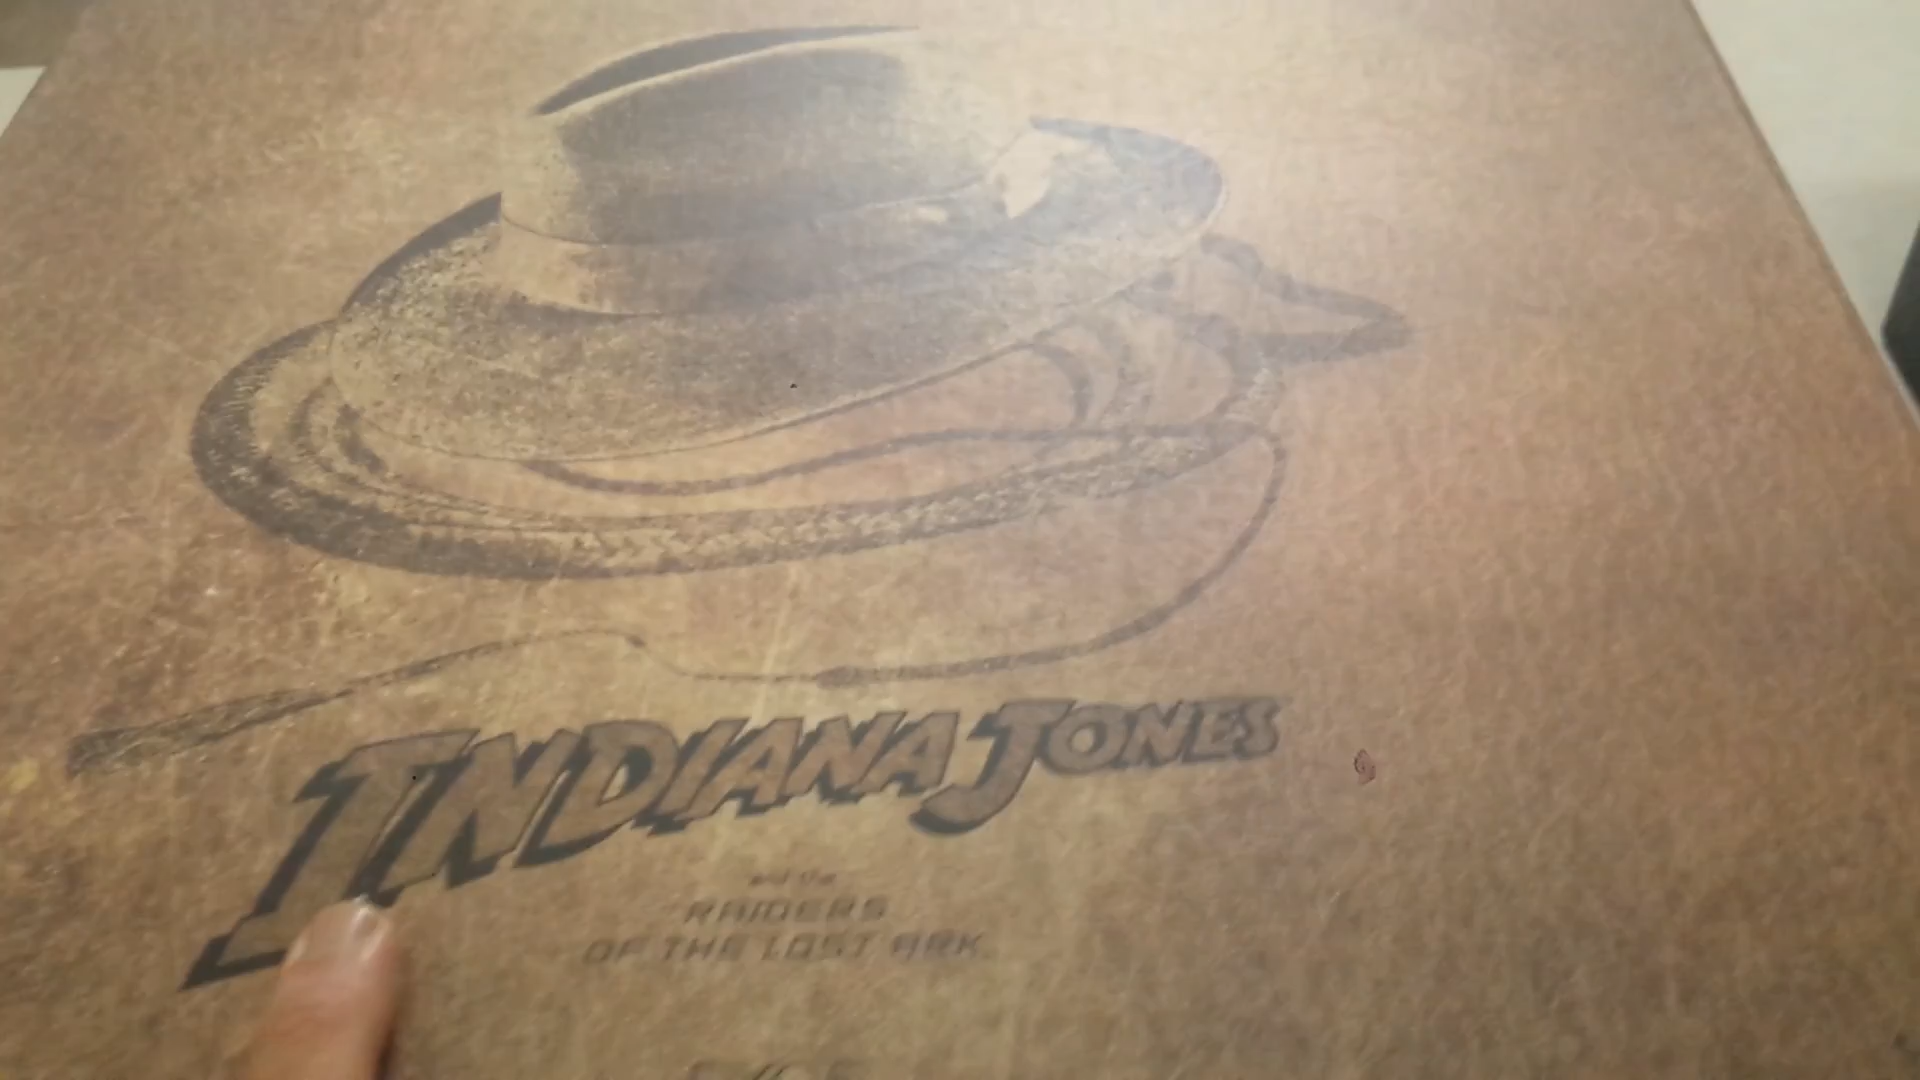 INDIANA JONES
and the
RAIDERS
OF THE LOST ARK